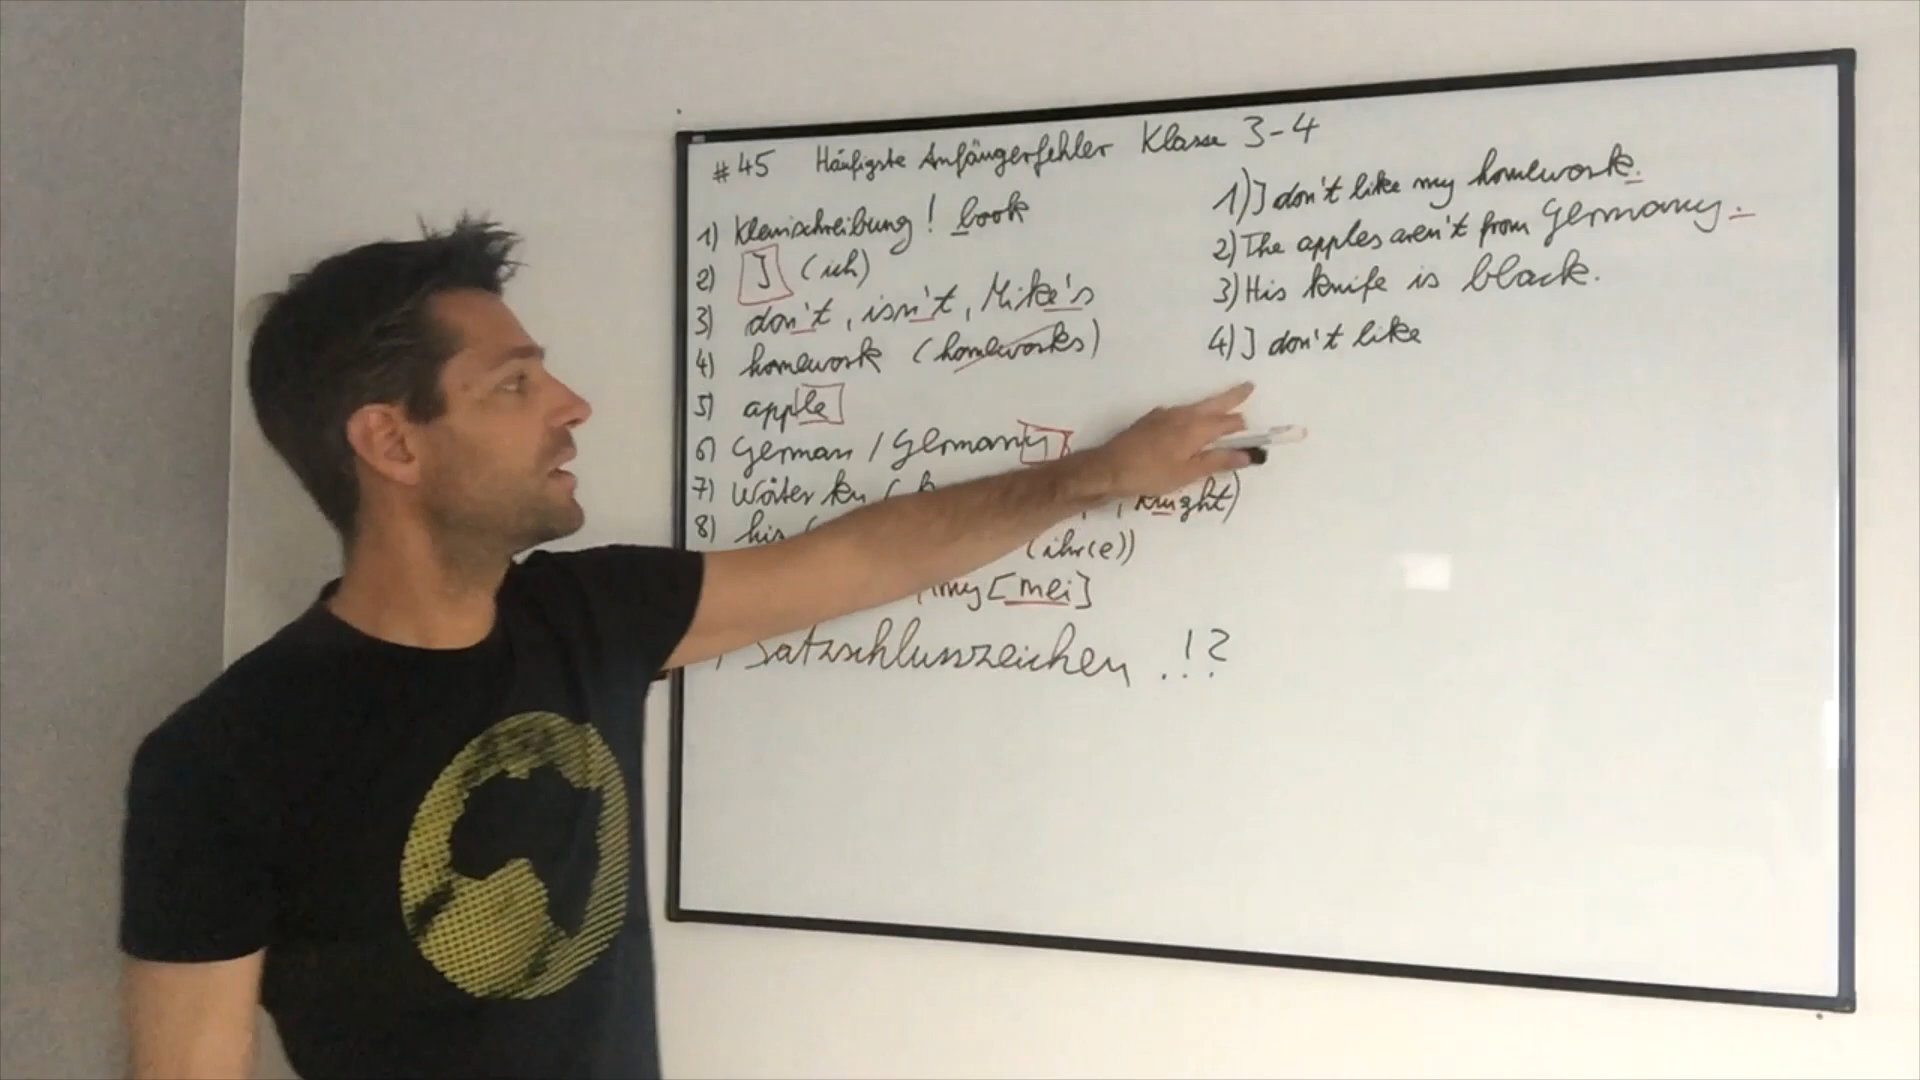 #45 Häufigste Anfängerfehler Klasse 3-4
1) Kleinschreibung! book
2) I (ich)
3) don't, isn't, Mike's
4) homework (homeworks)
5) apple
6) German / Germany
7) Wörter kn (k
knight)
8) his (
(ihr(e))
my [mei]
Satzschlusszeichen . ! ?
1) I don't like my homework.
2) The apples aren't from Germany.
3) His knife is black.
4) I don't like